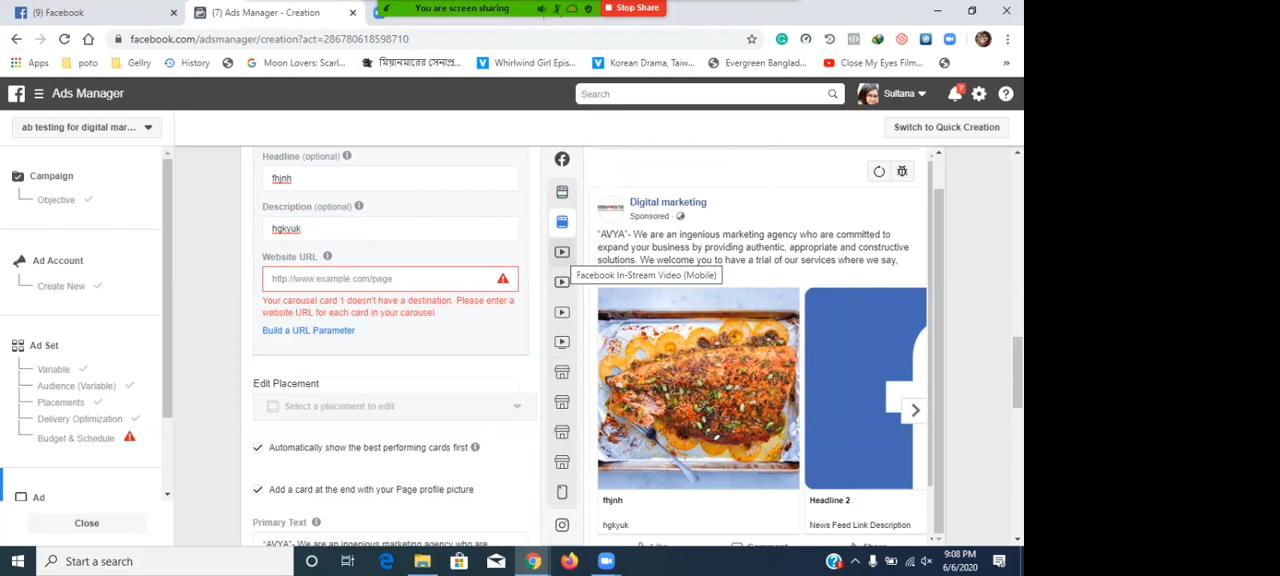 (9) Facebook
(7) Ads Manager - Creation
You are screen sharing
Stop Share
facebook.com/adsmanager/creation?act=286780618598710
Apps
poto
Gellry
History
Moon Lovers: Scarl...
মিয়ানমারের সেনাপ্র...
Whirlwind Girl Epis...
Korean Drama, Taiw...
Evergreen Banglad...
Close My Eyes Film...
»
Ads Manager
Search
Sultana
7
ab testing for digital mar...
Switch to Quick Creation
Campaign
Objective
Ad Account
Create New
Ad Set
Variable
Audience (Variable)
Placements
Delivery Optimization
Budget & Schedule
Ad
Close
Headline (optional)
fhjnh
Description (optional)
hgkyuk
Website URL
http://www.example.com/page
Your carousel card 1 doesn't have a destination. Please enter a
website URL for each card in your carousel.
Build a URL Parameter
Edit Placement
Select a placement to edit
Automatically show the best performing cards first
Add a card at the end with your Page profile picture
Primary Text
"AVYA"- We are an ingenious marketing agency who are
Digital marketing
Sponsored
"AVYA"- We are an ingenious marketing agency who are committed to
expand your business by providing authentic, appropriate and constructive
solutions. We welcome you to have a trial of our services where we say,
Facebook In-Stream Video (Mobile)
fhjnh
hgkyuk
Headline 2
News Feed Link Description
Like
Comment
Share
Start a search
9:08 PM
6/6/2020